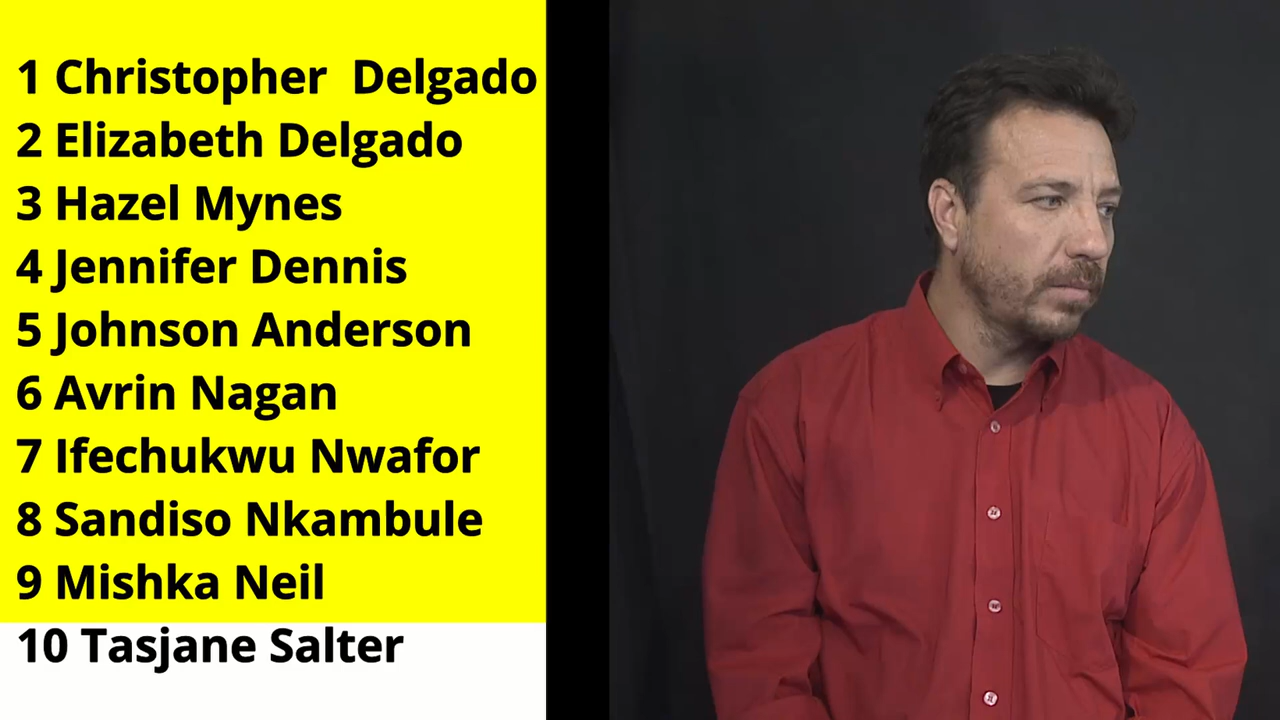 1 Christopher  Delgado
2 Elizabeth Delgado
3 Hazel Mynes
4 Jennifer Dennis
5 Johnson Anderson
6 Avrin Nagan
7 Ifechukwu Nwafor
8 Sandiso Nkambule
9 Mishka Neil
10 Tasjane Salter